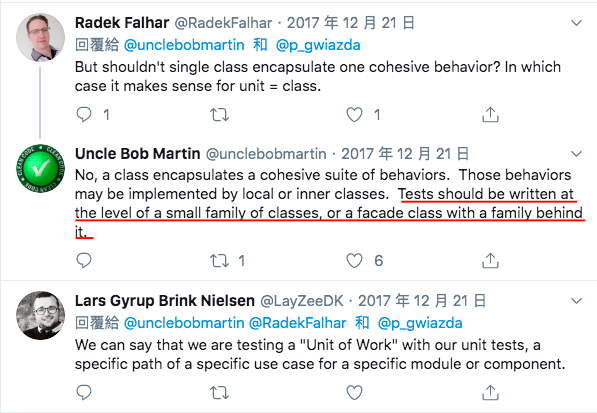 Radek Falhar @RadekFalhar · 2017 年 12 月 21 日
回覆給 @unclebobmartin 和 @p_gwiazda
But shouldn't single class encapsulate one cohesive behavior? In which
case it makes sense for unit = class.
1 1
Uncle Bob Martin @unclebobmartin · 2017 年 12 月 21 日
No, a class encapsulates a cohesive suite of behaviors. Those behaviors
may be implemented by local or inner classes. Tests should be written at
the level of a small family of classes, or a facade class with a family behind
it.
1 6
Lars Gyrup Brink Nielsen @LayZeeDK · 2017 年 12 月 21 日
回覆給 @unclebobmartin @RadekFalhar 和 @p_gwiazda
We can say that we are testing a "Unit of Work" with our unit tests, a
specific path of a specific use case for a specific module or component.